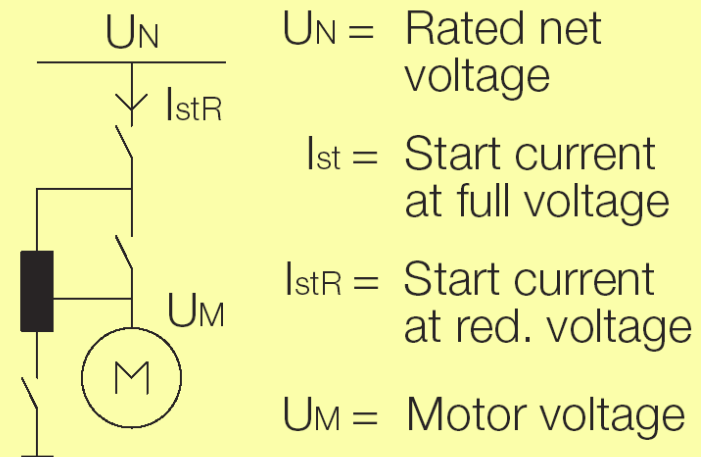 UN
IstR
UM
M
UN = Rated net
voltage
Ist = Start current
at full voltage
IstR = Start current
at red. voltage
UM = Motor voltage